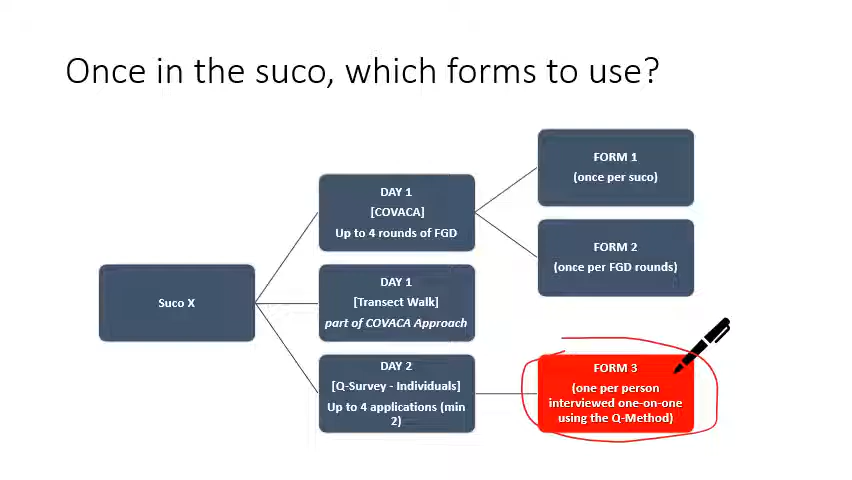 Once in the suco, which forms to use?
Suco X
DAY 1
[COVACA]
Up to 4 rounds of FGD
DAY 1
[Transect Walk]
part of COVACA Approach
DAY 2
[Q-Survey - Individuals]
Up to 4 applications (min
2)
FORM 1
(once per suco)
FORM 2
(once per FGD rounds)
FORM 3
(one per person
interviewed one-on-one
using the Q-Method)